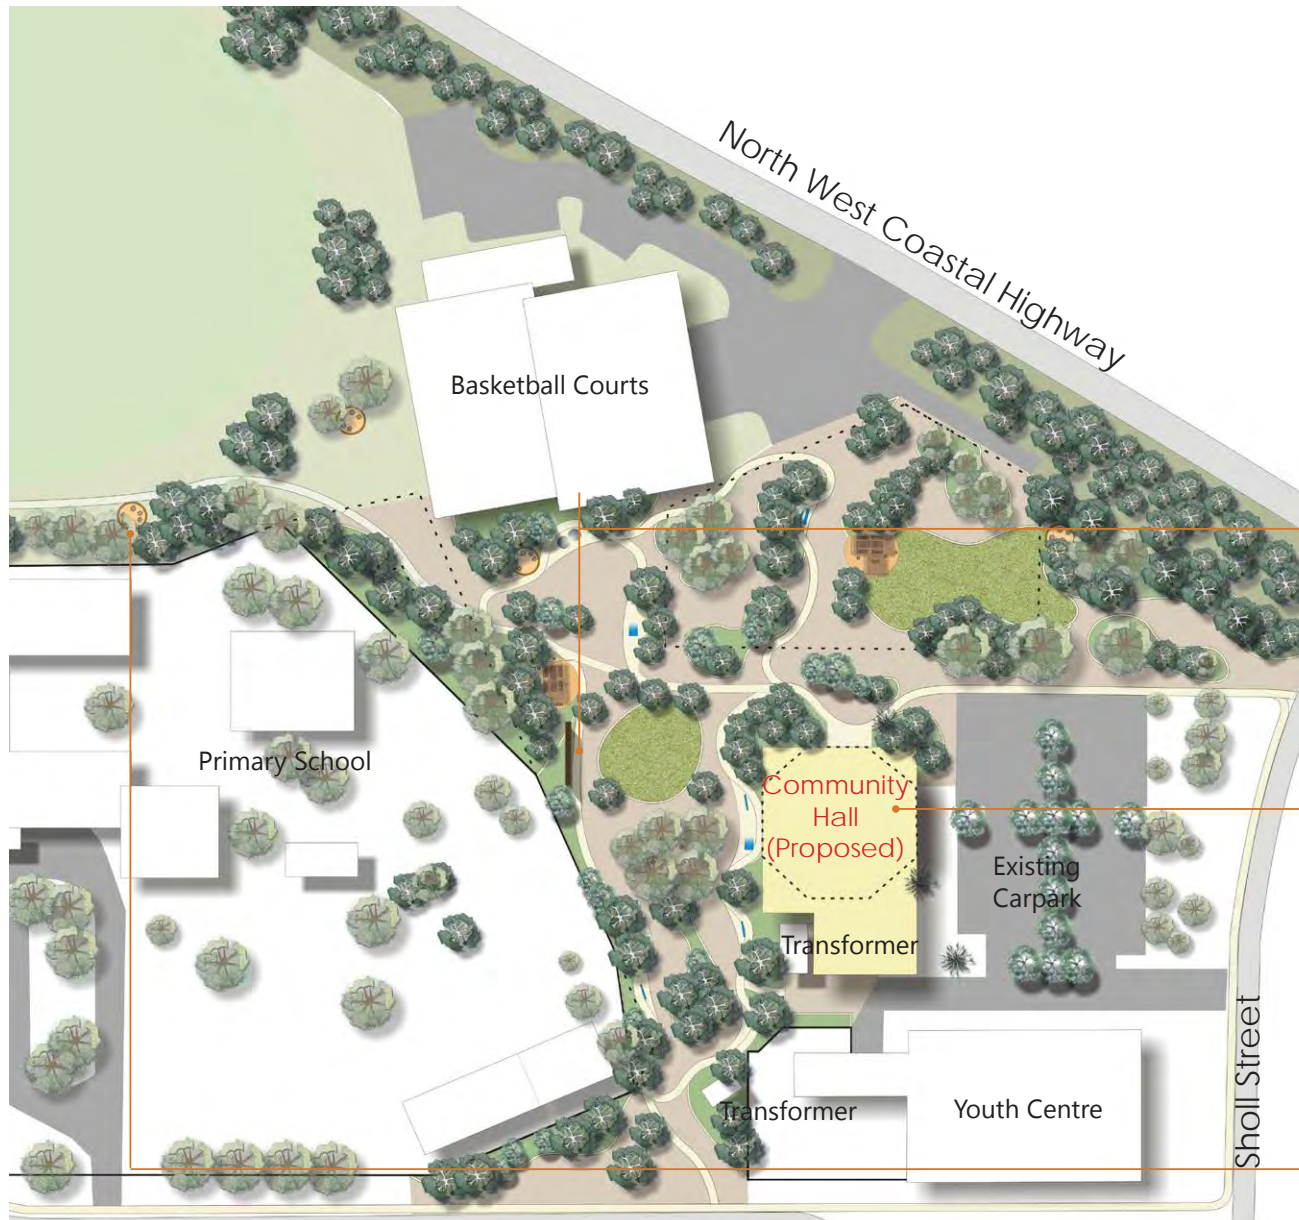 North West Coastal Highway
Basketball Courts
Primary School
Community
Hall
(Proposed)
Existing
Carpark
Transformer
Transformer
Youth Centre
Sholl Street